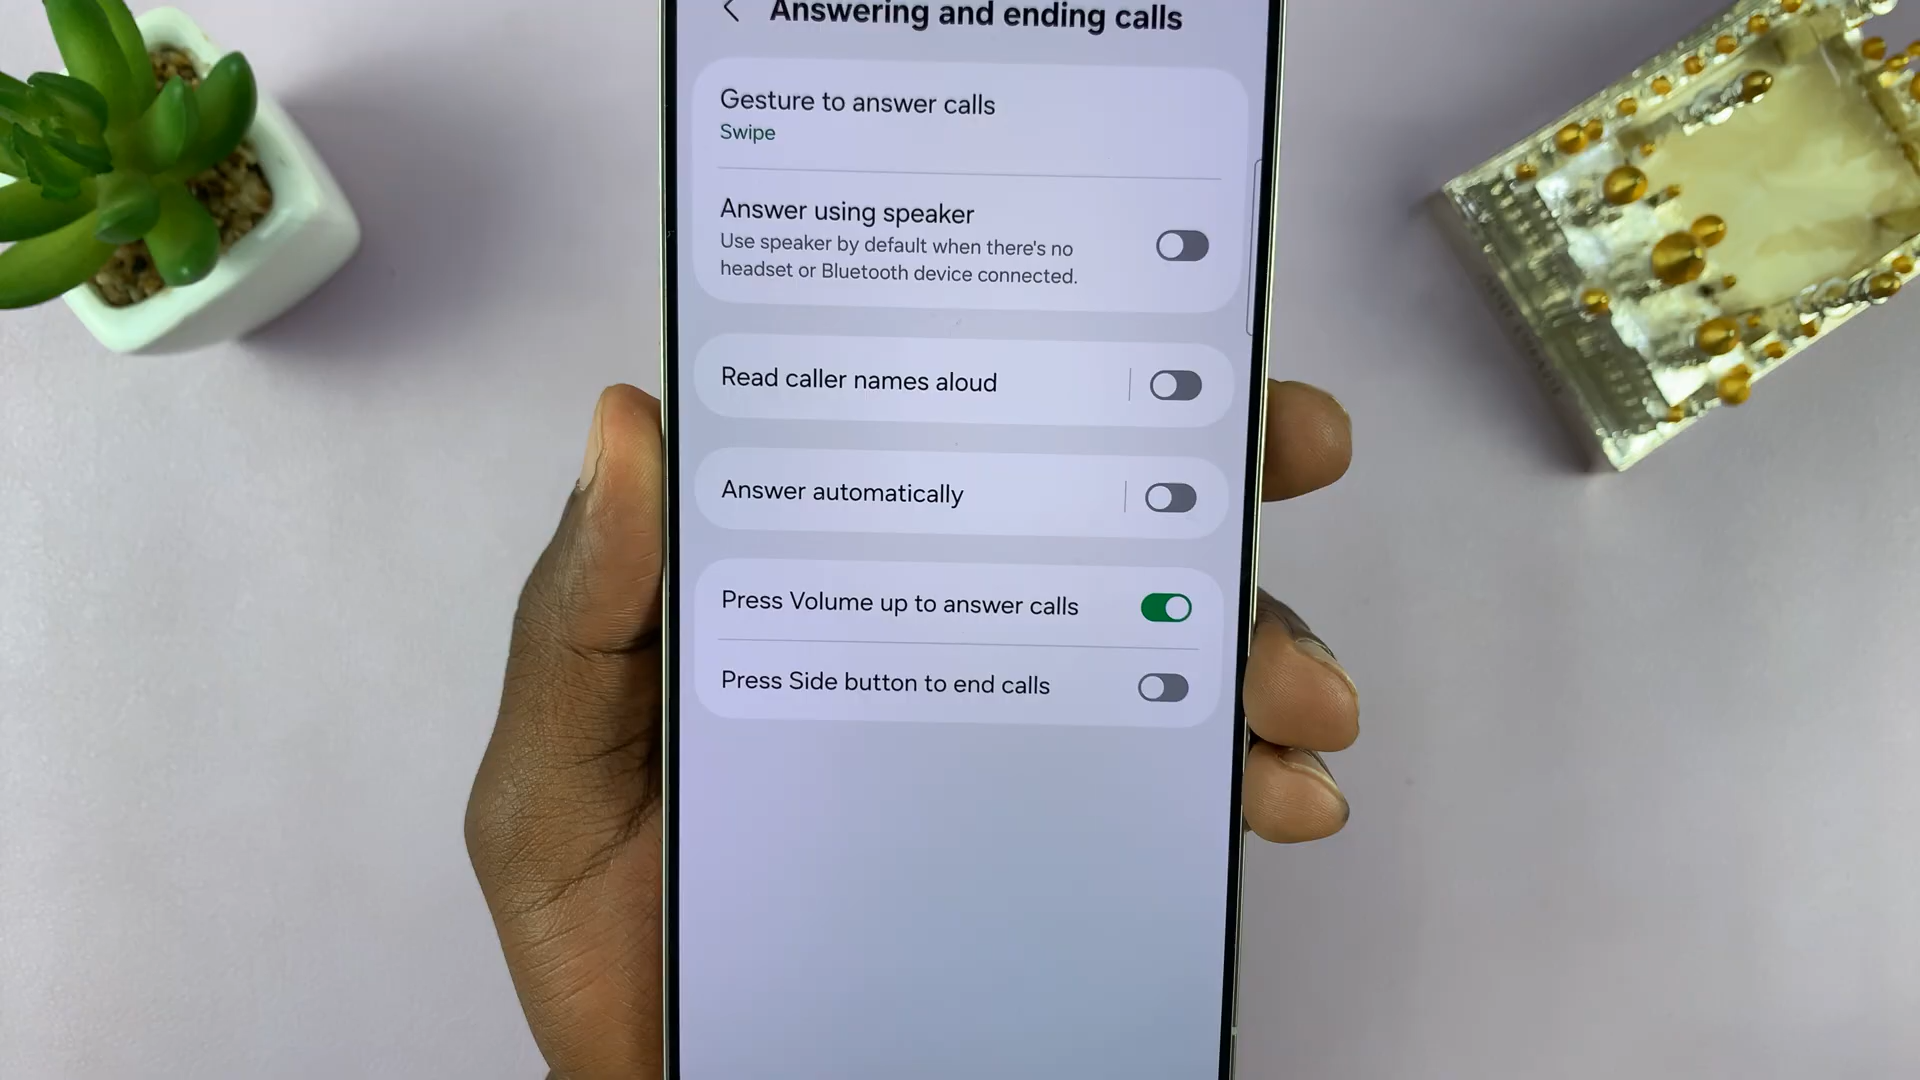 Answering and ending calls
Gesture to answer calls
Swipe
Answer using speaker
Use speaker by default when there's no
headset or Bluetooth device connected.
Read caller names aloud
Answer automatically
Press Volume up to answer calls
Press Side button to end calls